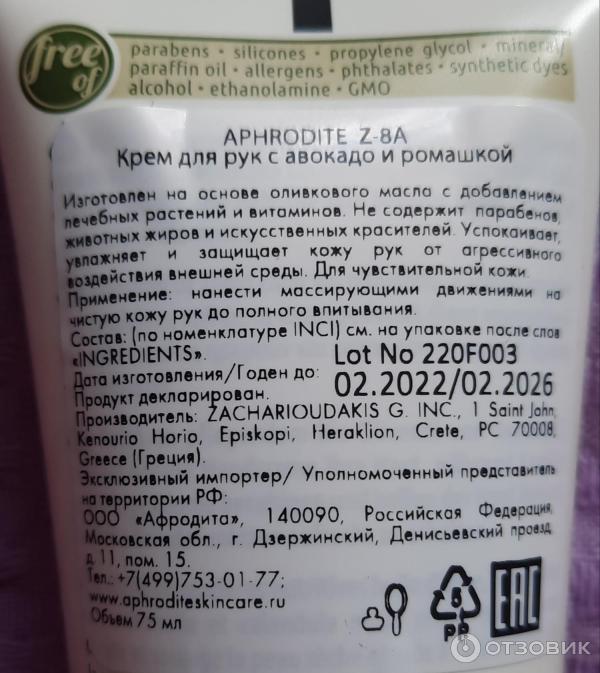 free of
parabens • silicones • propylene glycol • mineral/
paraffin oil • allergens • phthalates • synthetic dyes
alcohol • ethanolamine • GMO
APHRODITE Z-8A
Крем для рук с авокадо и ромашкой
Изготовлен на основе оливкового масла с добавлением
лечебных растений и витаминов. Не содержит парабенов,
животных жиров и искусственных красителей. Успокаивает,
увлажняет и защищает кожу рук от агрессивного
воздействия внешней среды. Для чувствительной кожи.
Применение: нанести массирующими движениями на
чистую кожу рук до полного впитывания.
Состав: (по номенклатуре INCI) см. на упаковке после слов
«INGREDIENTS».
Lot No 220F003
Дата изготовления/Годен до: 02.2022/02.2026
Продукт декларирован.
Производитель: ZACHARIOUDAKIS G. INC., 1 Saint John,
Kenourio Horio, Episkopi, Heraklion, Crete, PC 70008,
Greece (Греция).
Эксклюзивный импортер/ Уполномоченный представитель
на территории РФ:
ООО «Афродита», 140090, Российская Федерация,
Московская обл., г. Дзержинский, Денисьевский проезд
д. 11, пом. 15.
Тел.: +7(499)753-01-77;
www.aphroditeskincare.ru
Объем 75 мл
5
PP
EAC
ОТЗОВИК